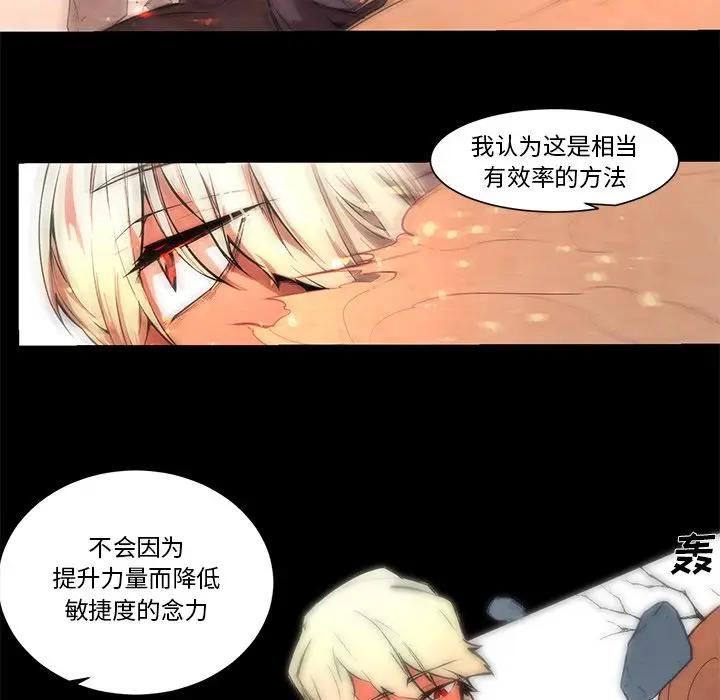 我认为这是相当
有效率的方法
不会因为
提升力量而降低
敏捷度的念力
轰